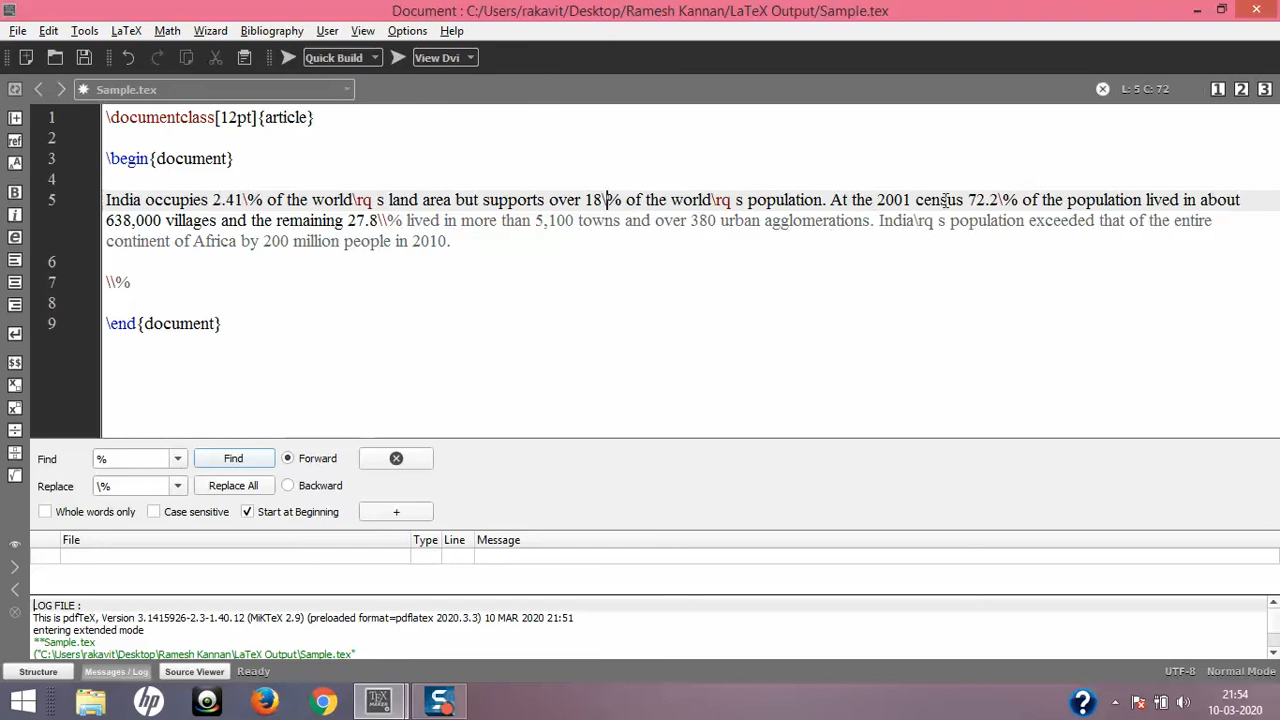 Document : C:/Users/rakavit/Desktop/Ramesh Kannan/LaTeX Output/Sample.tex
File Edit Tools LaTeX Math Wizard Bibliography User View Options Help
Quick Build View Dvi
Sample.tex L: 5 C: 72 1 2 3
1 \documentclass[12pt]{article}
2
3 \begin{document}
4
5 India occupies 2.41\% of the world\rq s land area but supports over 18\% of the world\rq s population. At the 2001 census 72.2\% of the population lived in about
638,000 villages and the remaining 27.8\\% lived in more than 5,100 towns and over 380 urban agglomerations. India\rq s population exceeded that of the entire
continent of Africa by 200 million people in 2010.
6
7 \\%
8
9 \end{document}
Find % Find Forward
Replace \% Replace All Backward
Whole words only Case sensitive Start at Beginning +
File Type Line Message
LOG FILE :
This is pdfTeX, Version 3.1415926-2.3-1.40.12 (MiKTeX 2.9) (preloaded format=pdflatex 2020.3.3) 10 MAR 2020 21:51
entering extended mode
**Sample.tex
("C:\Users\rakavit\Desktop\Ramesh Kannan\LaTeX Output\Sample.tex"
Structure Messages / Log Source Viewer Ready UTF-8 Normal Mode
21:54
10-03-2020